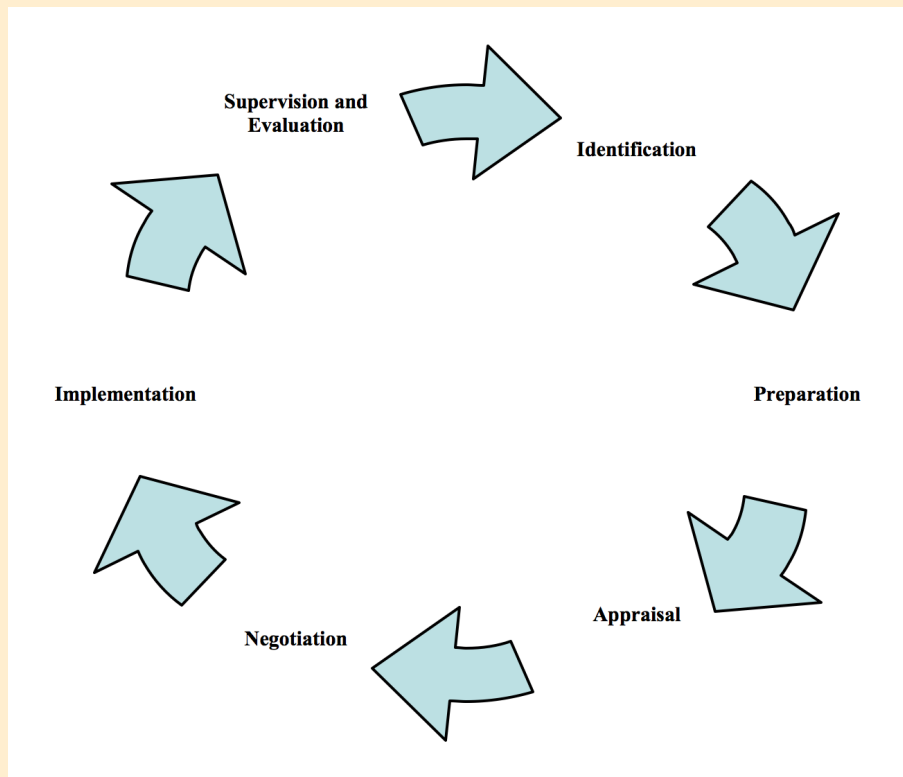 Supervision and
Evaluation
Identification
Implementation
Preparation
Appraisal
Negotiation